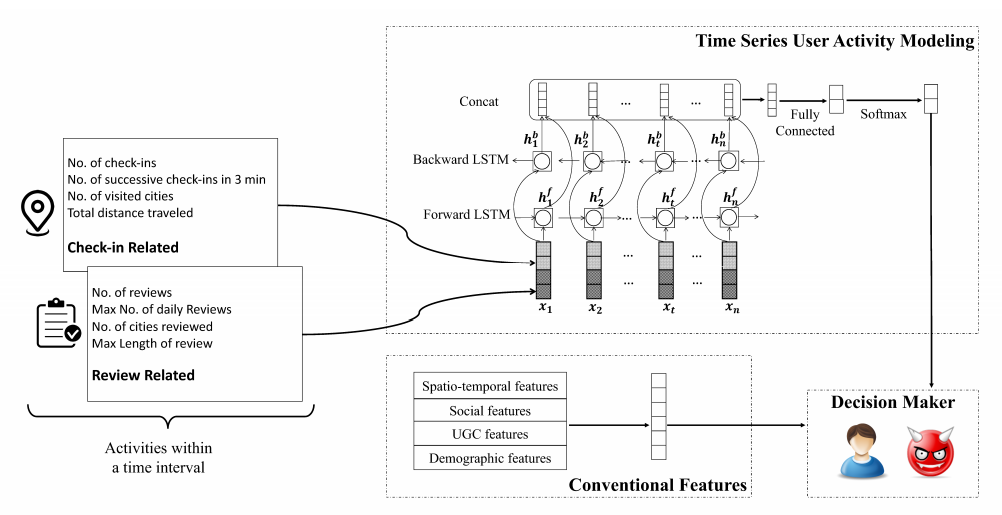 Time Series User Activity Modeling
Concat
...
...
Fully
Connected
Softmax
h_1^b
h_2^b
h_t^b
h_n^b
Backward LSTM
...
...
h_1^f
h_2^f
h_t^f
h_n^f
Forward LSTM
...
...
...
...
...
...
x_1
x_2
x_t
x_n
No. of check-ins
No. of successive check-ins in 3 min
No. of visited cities
Total distance traveled
Check-in Related
No. of reviews
Max No. of daily Reviews
No. of cities reviewed
Max Length of review
Review Related
Activities within
a time interval
Spatio-temporal features
Social features
UGC features
Demographic features
Conventional Features
Decision Maker